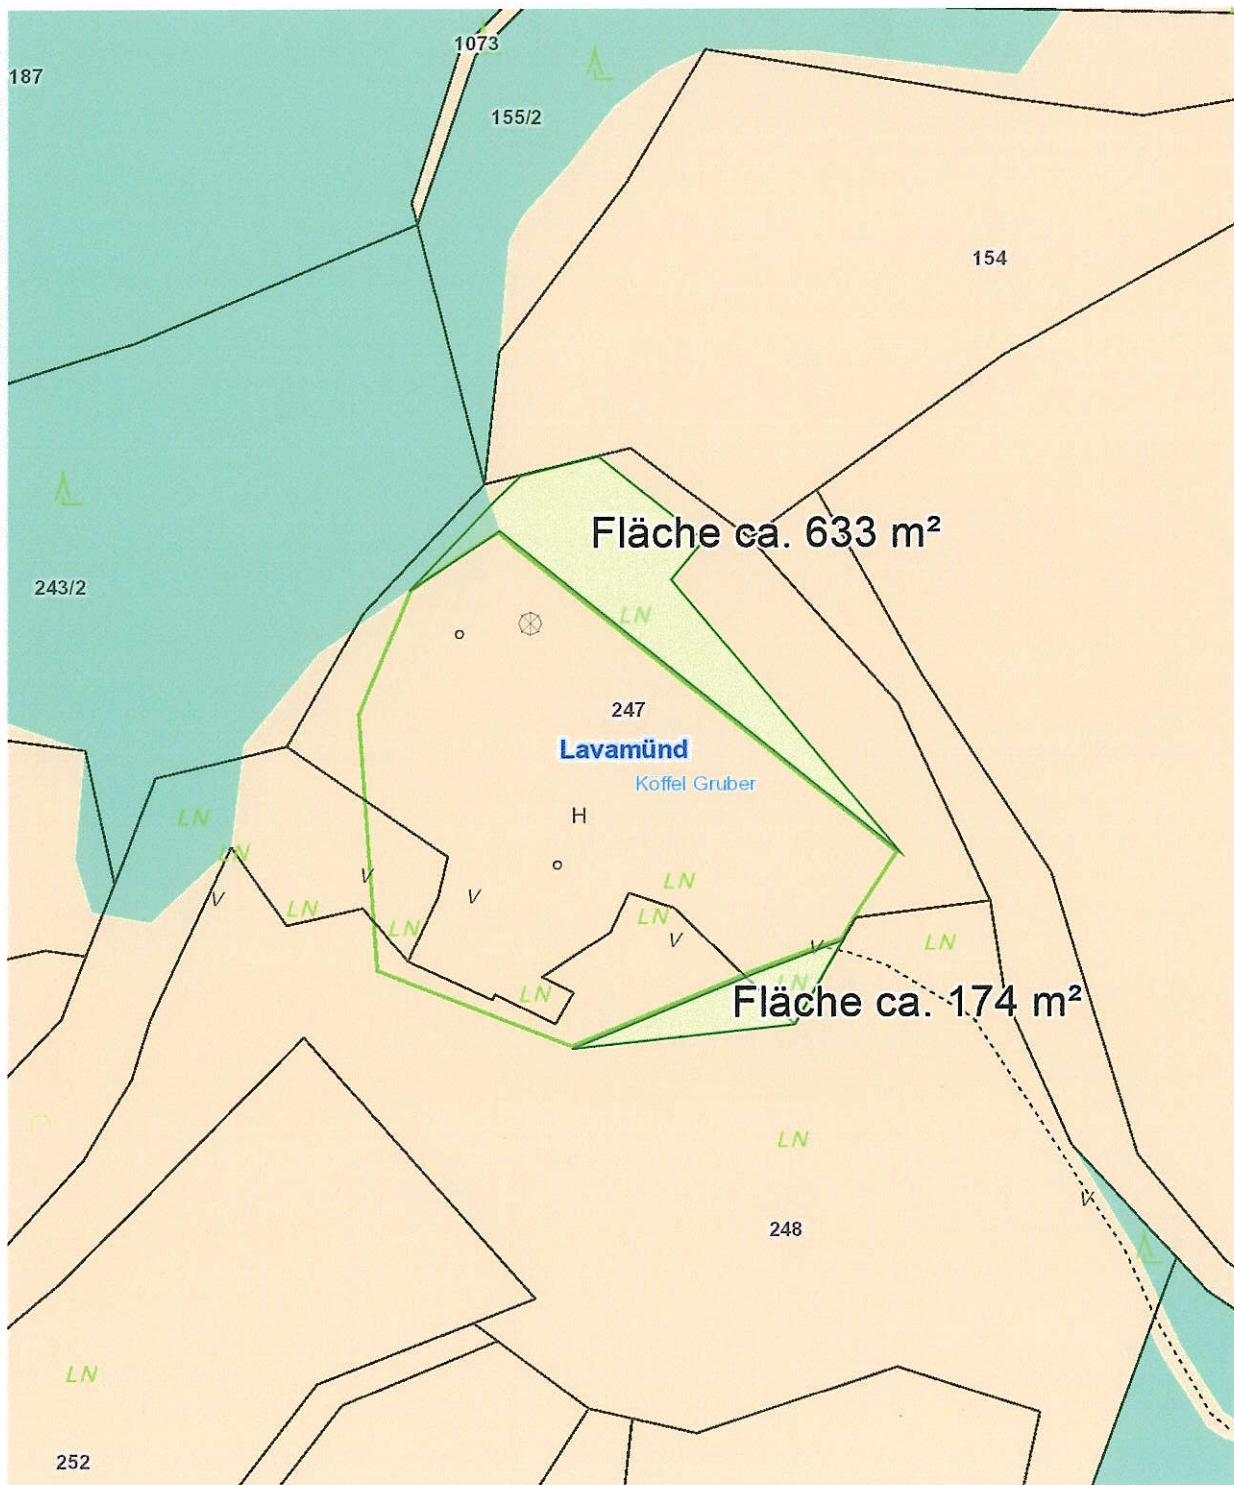 1073
187
155/2
154
Fläche ca. 633 m²
243/2
LN
247
Lavamünd
Köffel Gruber
H
LN
LN
V
LN
V
V
LN
LN
LN
V
V
LN
LN
LN
Fläche ca. 174 m²
LN
V
248
LN
252